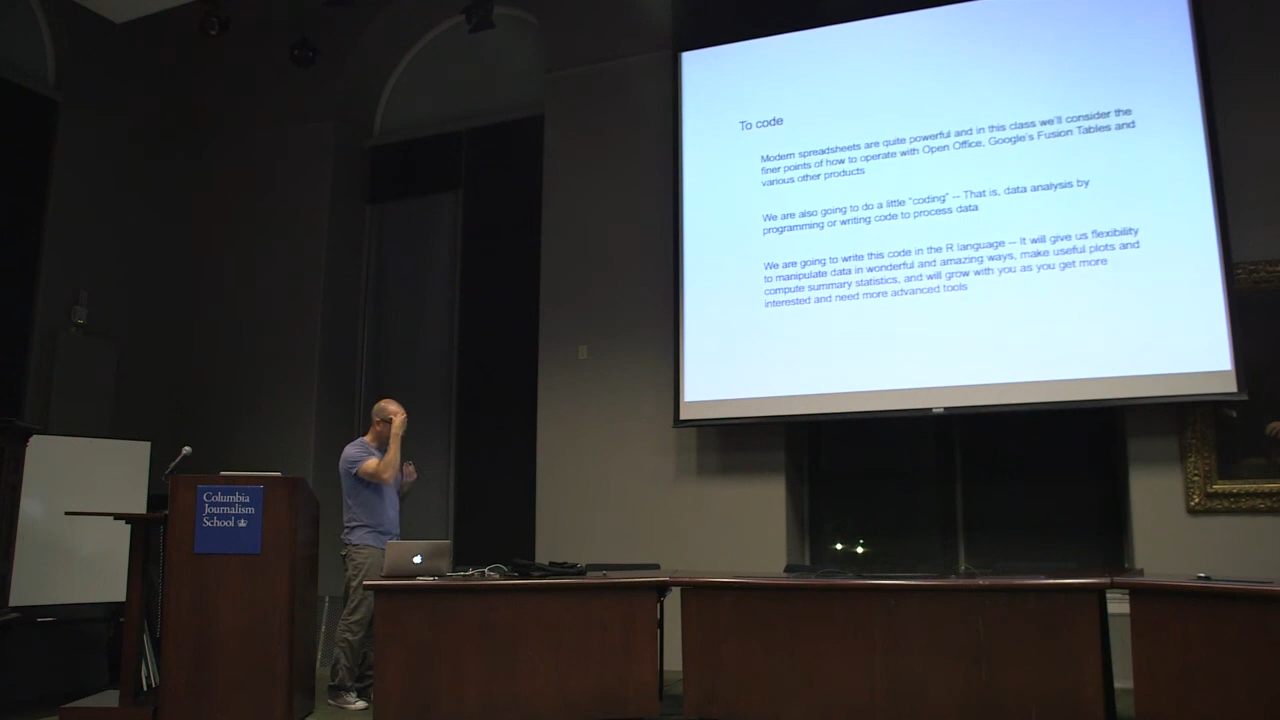 To code
Modern spreadsheets are quite powerful and in this class we'll consider the
finer points of how to operate with Open Office, Google's Fusion Tables and
various other products
We are also going to do a little "coding" -- That is, data analysis by
programming or writing code to process data
We are going to write this code in the R language -- It will give us flexibility
to manipulate data in wonderful and amazing ways, make useful plots and
compute summary statistics, and will grow with you as you get more
interested and need more advanced tools
Columbia
Journalism
School